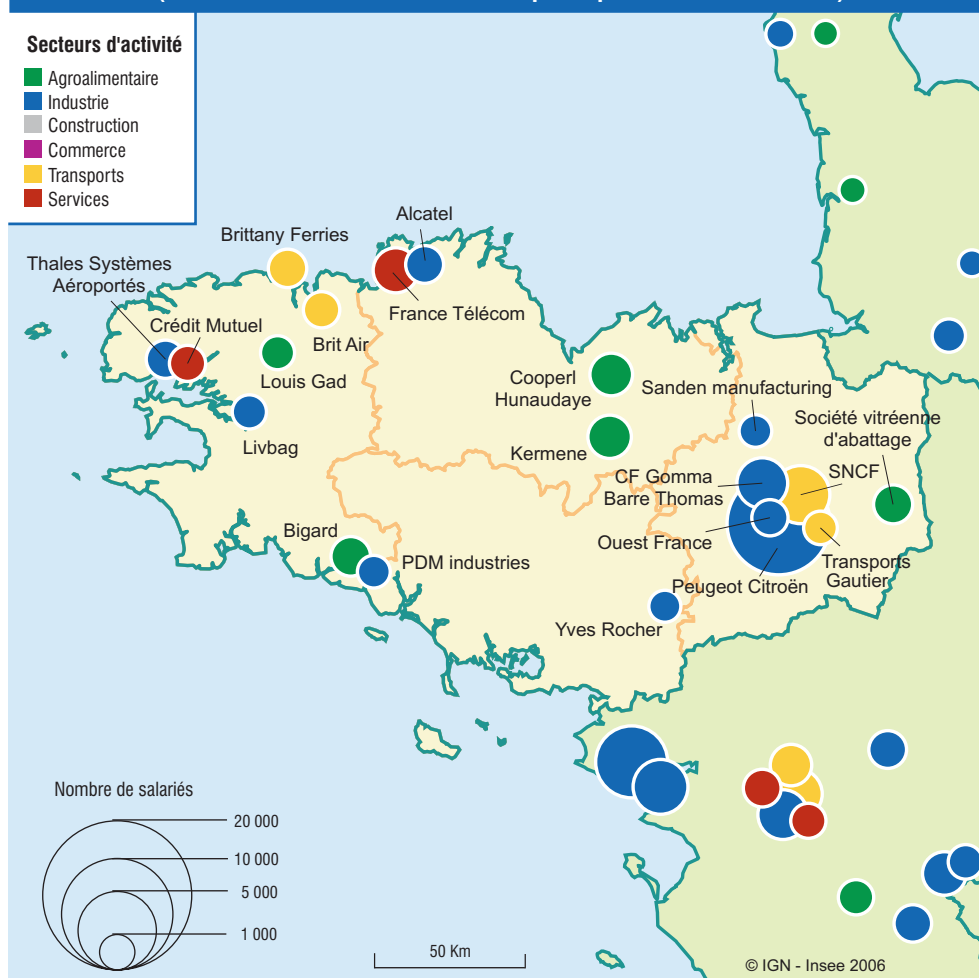 Secteurs d'activité
Agroalimentaire
Industrie
Construction
Commerce
Transports
Services
Alcatel
Brittany Ferries
Thales Systèmes
Aéroportés
France Télécom
Crédit Mutuel
Brit Air
Louis Gad
Cooperl
Hunaudaye
Sanden manufacturing
Société vitréenne
d'abattage
Livbag
Kermene
CF Gomma
Barre Thomas
SNCF
Bigard
Ouest France
PDM industries
Transports
Gautier
Peugeot Citroën
Yves Rocher
Nombre de salariés
20 000
10 000
5 000
1 000
50 Km
© IGN - Insee 2006